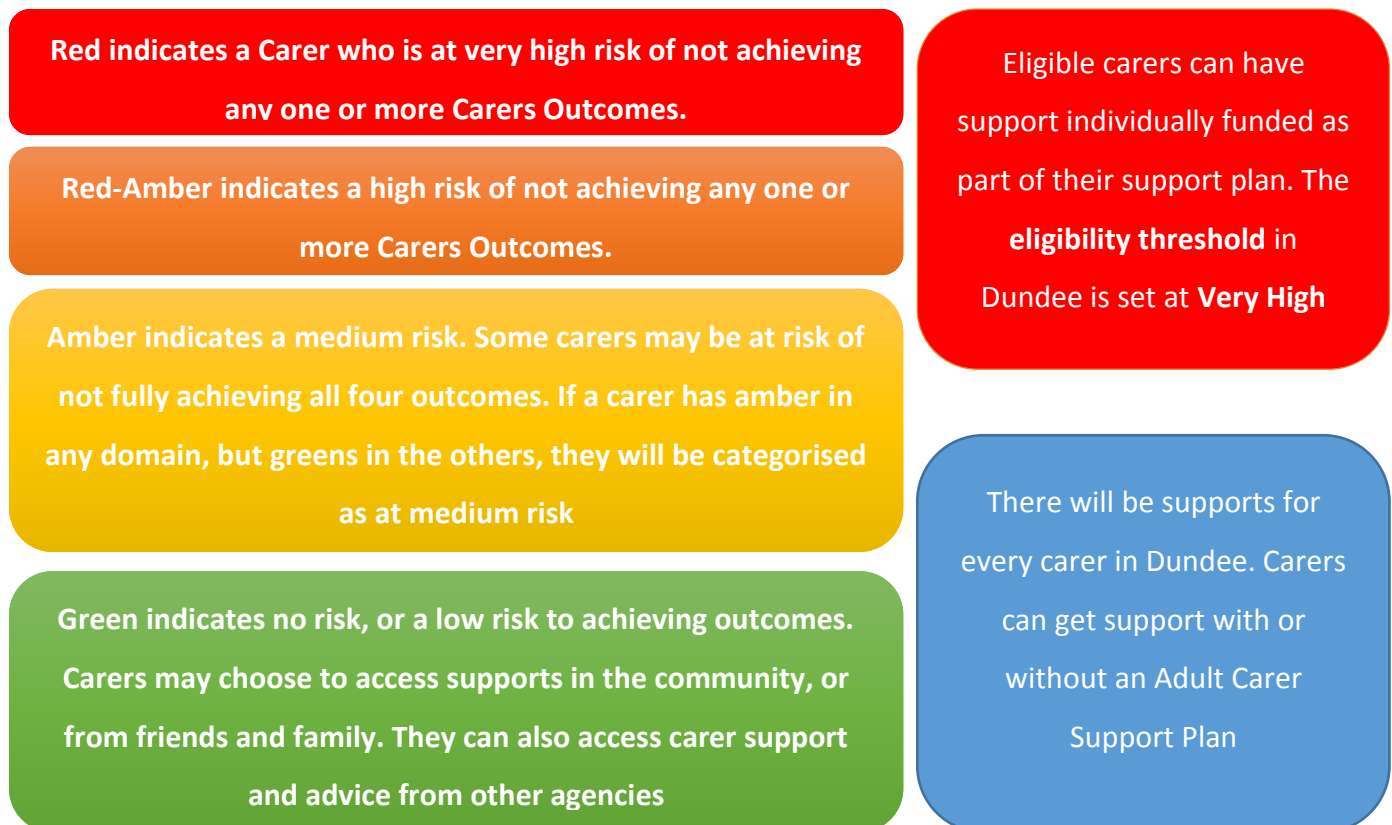 Red indicates a Carer who is at very high risk of not achieving
any one or more Carers Outcomes.
Red-Amber indicates a high risk of not achieving any one or
more Carers Outcomes.
Amber indicates a medium risk. Some carers may be at risk of
not fully achieving all four outcomes. If a carer has amber in
any domain, but greens in the others, they will be categorised
as at medium risk
Green indicates no risk, or a low risk to achieving outcomes.
Carers may choose to access supports in the community, or
from friends and family. They can also access carer support
and advice from other agencies
Eligible carers can have
support individually funded as
part of their support plan. The
eligibility threshold in
Dundee is set at Very High
There will be supports for
every carer in Dundee. Carers
can get support with or
without an Adult Carer
Support Plan